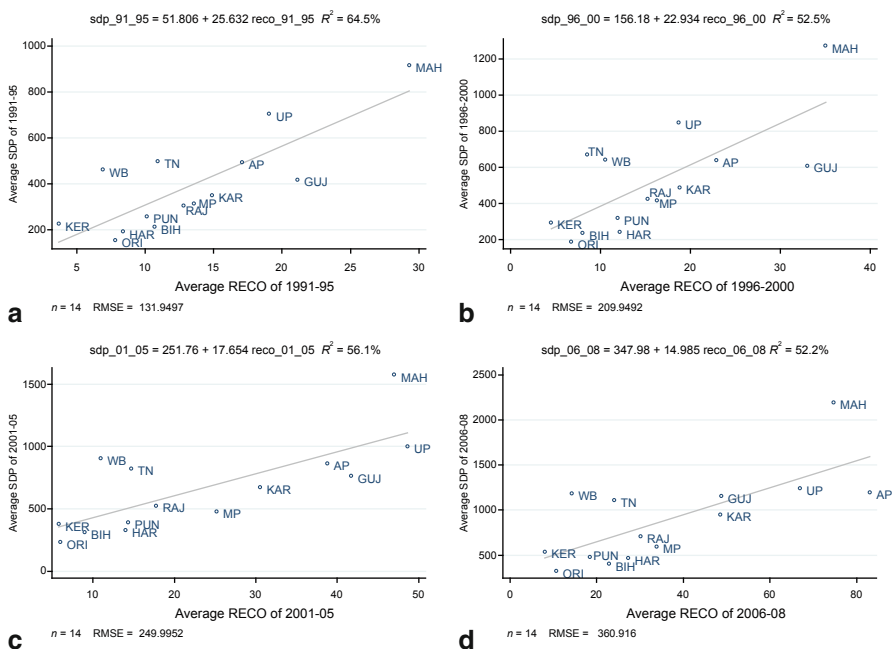 sdp_91_95 = 51.806 + 25.632 reco_91_95 R² = 64.5%
Average SDP of 1991-95
1000
800
600
400
200
MAH
UP
TN
WB
AP
GUJ
KAR
MP
RAJ
PUN
KER
BIH
HAR
ORI
5 10 15 20 25 30
Average RECO of 1991-95
a
n = 14 RMSE = 131.9497
sdp_96_00 = 156.18 + 22.934 reco_96_00 R² = 52.5%
Average SDP of 1996-2000
1200
1000
800
600
400
200
MAH
UP
TN
WB
AP
GUJ
KAR
RAJ
MP
PUN
KER
BIH
HAR
ORI
0 10 20 30 40
Average RECO of 1996-2000
b
n = 14 RMSE = 209.9492
sdp_01_05 = 251.76 + 17.654 reco_01_05 R² = 56.1%
Average SDP of 2001-05
1500
1000
500
0
MAH
UP
WB
TN
AP
GUJ
KAR
RAJ
MP
KER
PUN
BIH
HAR
ORI
10 20 30 40 50
Average RECO of 2001-05
c
n = 14 RMSE = 249.9952
sdp_06_08 = 347.98 + 14.985 reco_06_08 R² = 52.2%
Average SDP of 2006-08
2500
2000
1500
1000
500
MAH
UP
AP
WB
TN
GUJ
KAR
RAJ
MP
KER
PUN
HAR
BIH
ORI
0 20 40 60 80
Average RECO of 2006-08
d
n = 14 RMSE = 360.916